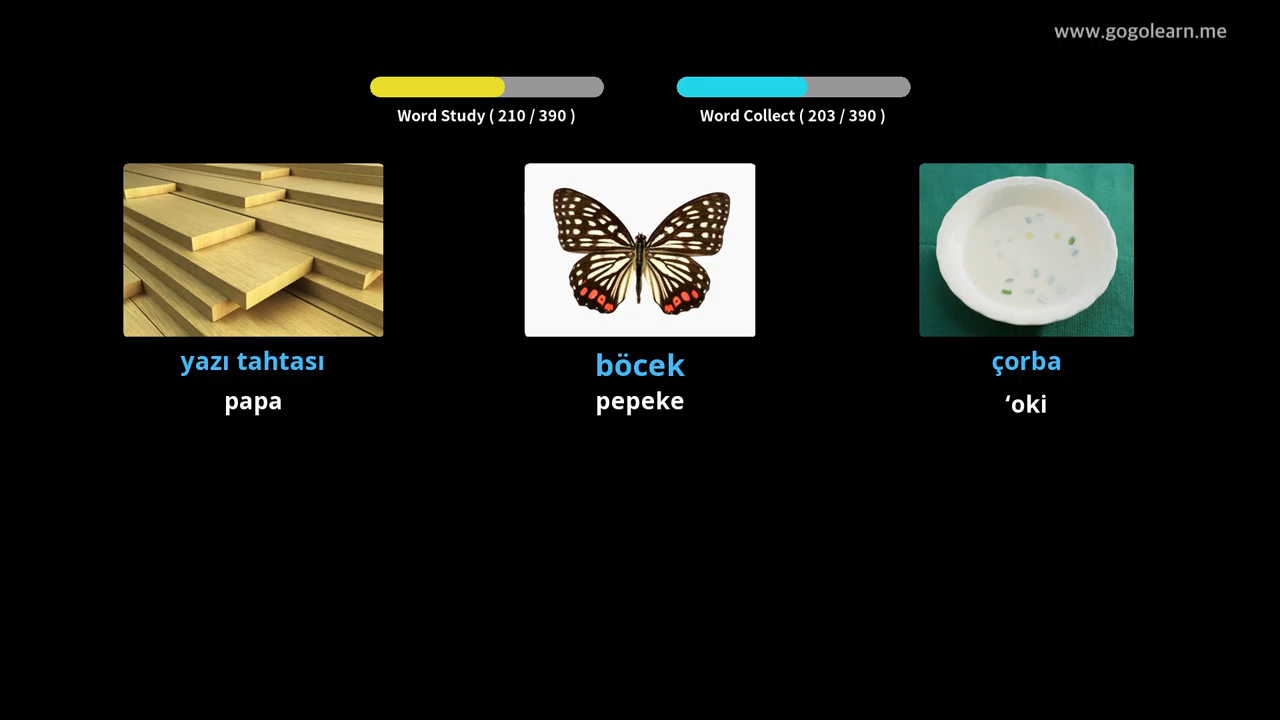 www.gogolearn.me
Word Study ( 210 / 390 )
Word Collect ( 203 / 390 )
yazı tahtası
papa
böcek
pepeke
çorba
‘oki